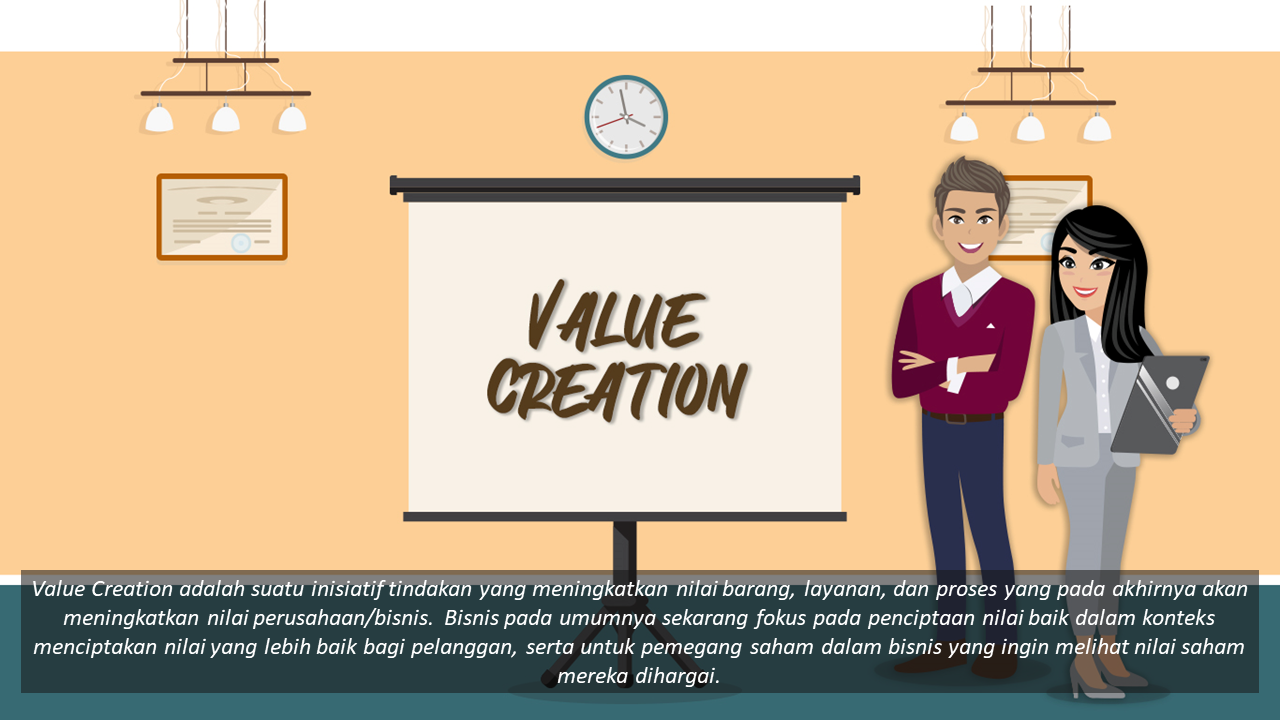 VALUE
CREATION
Value Creation adalah suatu inisiatif tindakan yang meningkatkan nilai barang, layanan, dan proses yang pada akhirnya akan
meningkatkan nilai perusahaan/bisnis. Bisnis pada umumnya sekarang fokus pada penciptaan nilai baik dalam konteks
menciptakan nilai yang lebih baik bagi pelanggan, serta untuk pemegang saham dalam bisnis yang ingin melihat nilai saham
mereka dihargai.